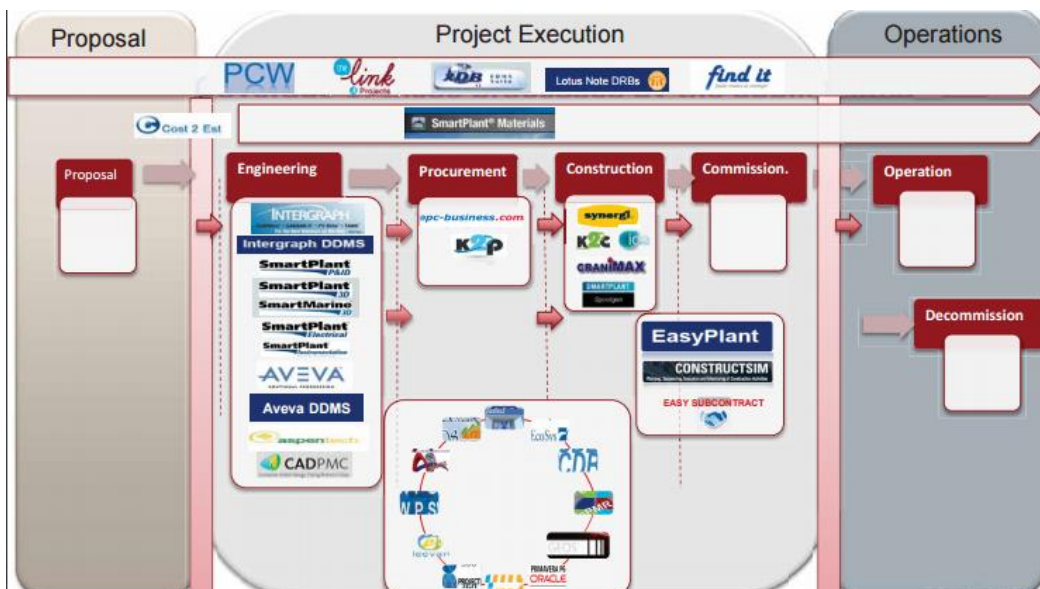 Proposal
Project Execution
Operations
PCW
link
Projects
Lotus Note DRBs
find it
Cost 2 Est
SmartPlant® Materials
Proposal
Engineering
Procurement
Construction
Commission.
Operation
INTERGRAPH
Intergraph DDMS
SmartPlant
P&ID
SmartPlant
3D
SmartMarine
3D
SmartPlant
Electrical
SmartPlant
Instrumentation
AVEVA
Aveva DDMS
aspentech
CADPMC
epc-business.com
K2p
synergi
K2C
GRANIMAX
SMARTPLANT
Decommission
EasyPlant
CONSTRUCTSIM
EASY SUBCONTRACT
EcoSys
WPS
PRIMAVERA P6
ORACLE